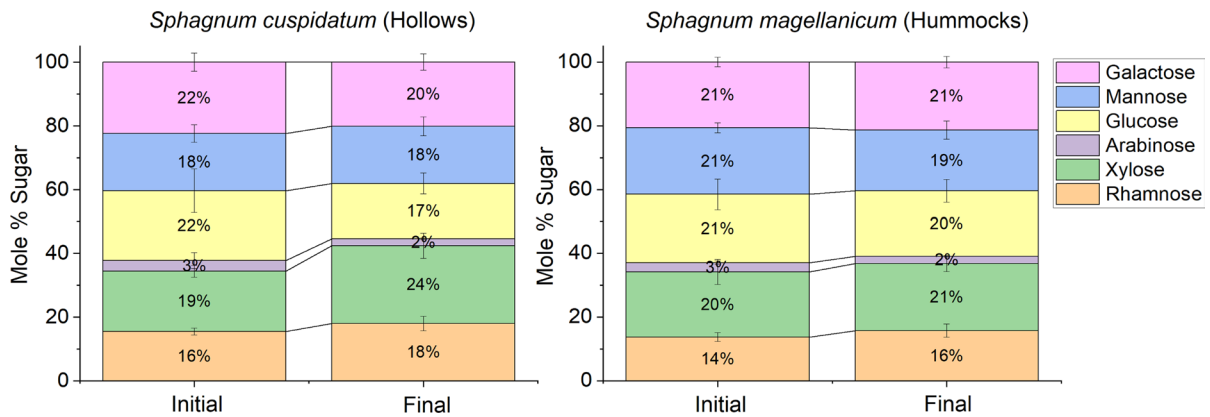 Sphagnum cuspidatum (Hollows)
Mole % Sugar
100
80
60
40
20
0
22%
18%
22%
3%
19%
16%
20%
18%
17%
2%
24%
18%
Initial
Final
Sphagnum magellanicum (Hummocks)
Mole % Sugar
100
80
60
40
20
0
21%
21%
21%
3%
20%
14%
21%
19%
20%
2%
21%
16%
Initial
Final
Galactose
Mannose
Glucose
Arabinose
Xylose
Rhamnose